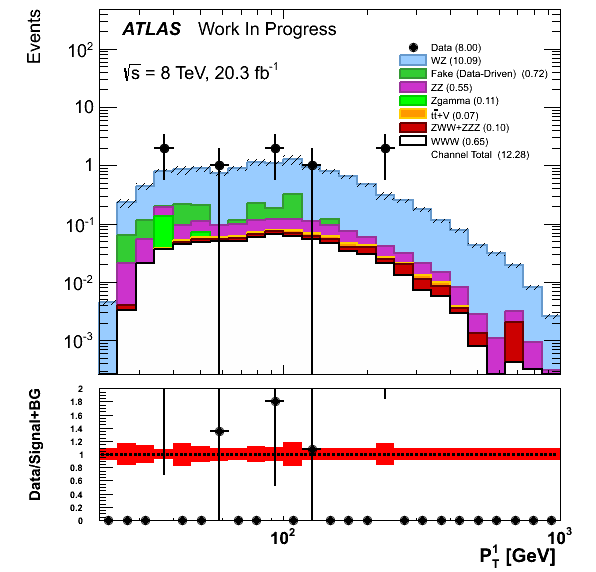 ATLAS Work In Progress
√s = 8 TeV, 20.3 fb⁻¹
Events
Data (8.00)
WZ (10.09)
Fake (Data-Driven) (0.72)
ZZ (0.55)
Zgamma (0.11)
tt̄+V (0.07)
ZWW+ZZZ (0.10)
WWW (0.65)
Channel Total (12.28)
10²
10
1
10⁻¹
10⁻²
10⁻³
Data/Signal+BG
2
1.8
1.6
1.4
1.2
1
0.8
0.6
0.4
0.2
0
10²
10³
P_T^1 [GeV]